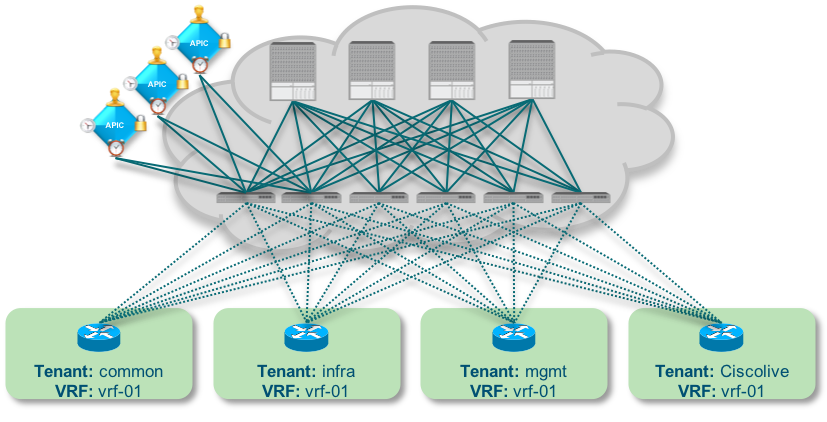 APIC
APIC
APIC
Tenant: common
VRF: vrf-01
Tenant: infra
VRF: vrf-01
Tenant: mgmt
VRF: vrf-01
Tenant: Ciscolive
VRF: vrf-01